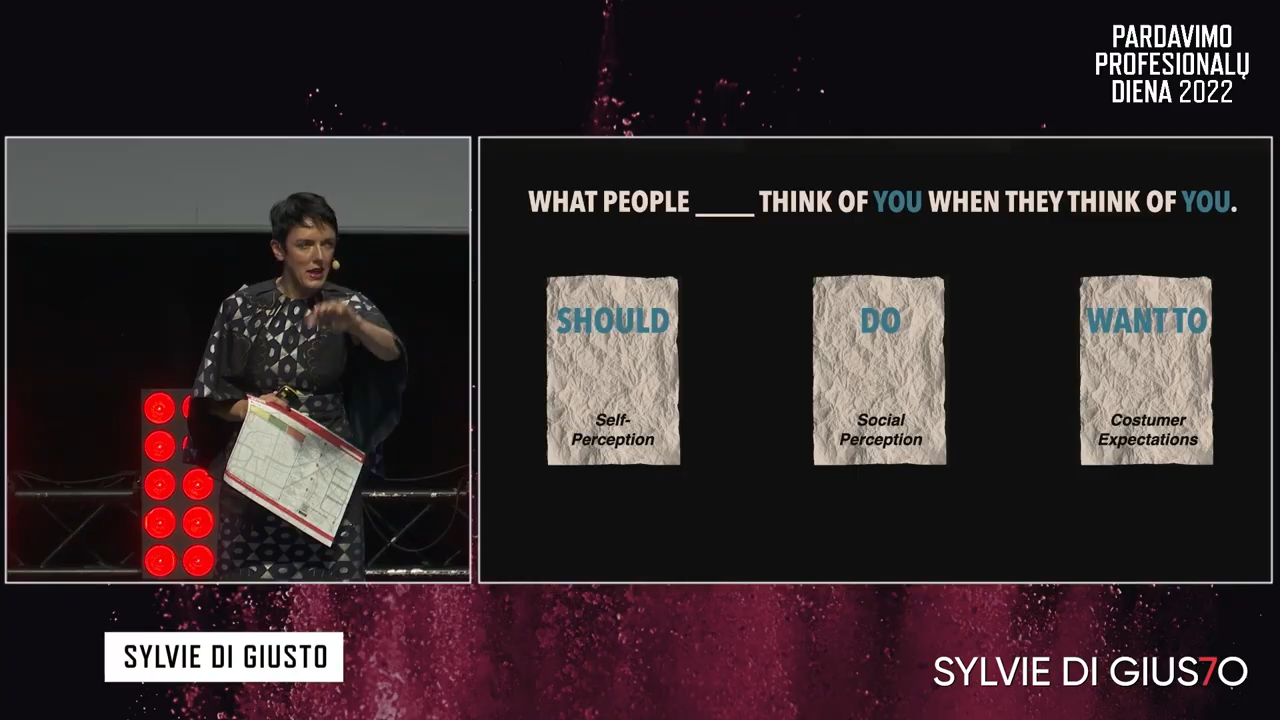 PARDAVIMO
PROFESIONALŲ
DIENA 2022
WHAT PEOPLE ____ THINK OF YOU WHEN THEY THINK OF YOU.
SHOULD
Self-
Perception
DO
Social
Perception
WANT TO
Costumer
Expectations
SYLVIE DI GIUSTO
SYLVIE DI GIUS7O